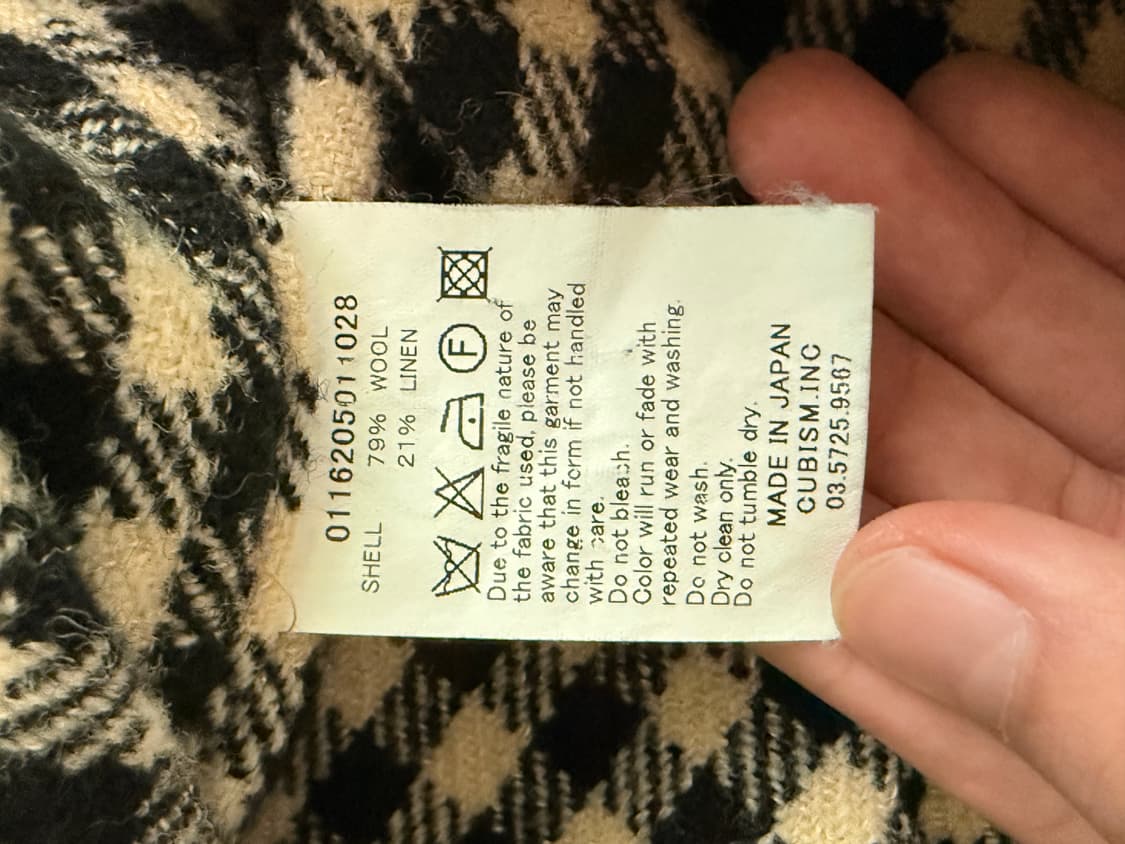 0116205011028
SHELL 79% WOOL
21% LINEN
F
Due to the fragile nature of
the fabric used, please be
aware that this garment may
change in form if not handled
with care.
Do not bleach.
Color will run or fade with
repeated wear and washing.
Do not wash.
Dry clean only.
Do not tumble dry.
MADE IN JAPAN
CUBISM.INC
03.5725.9567